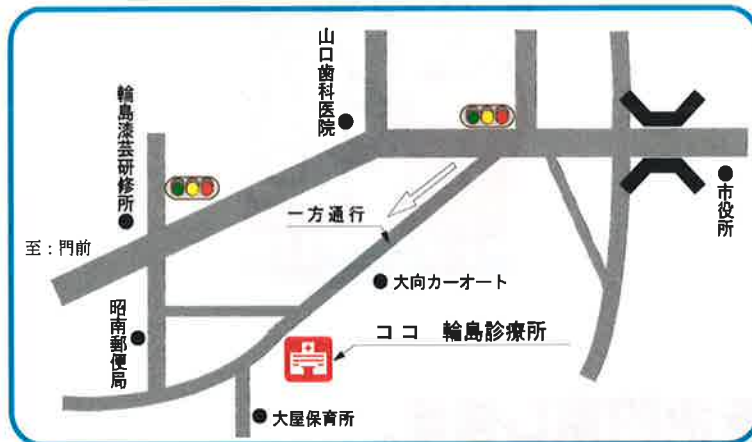 山口歯科医院
輪島漆芸研修所
市役所
一方通行
至：門前
大向カーオート
昭南郵便局
ココ 輪島診療所
大屋保育所